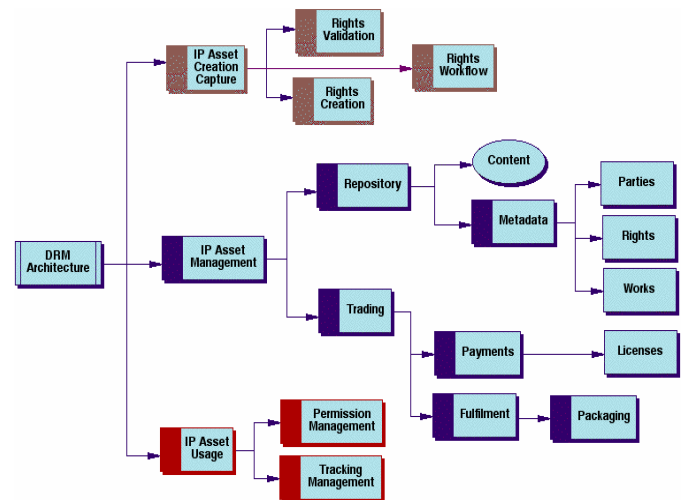 Rights
Validation
IP Asset
Creation
Capture
Rights
Workflow
Rights
Creation
Content
Repository
Parties
Metadata
Rights
DRM
Architecture
IP Asset
Management
Works
Trading
Payments
Licenses
Permission
Management
Fulfilment
Packaging
IP Asset
Usage
Tracking
Management